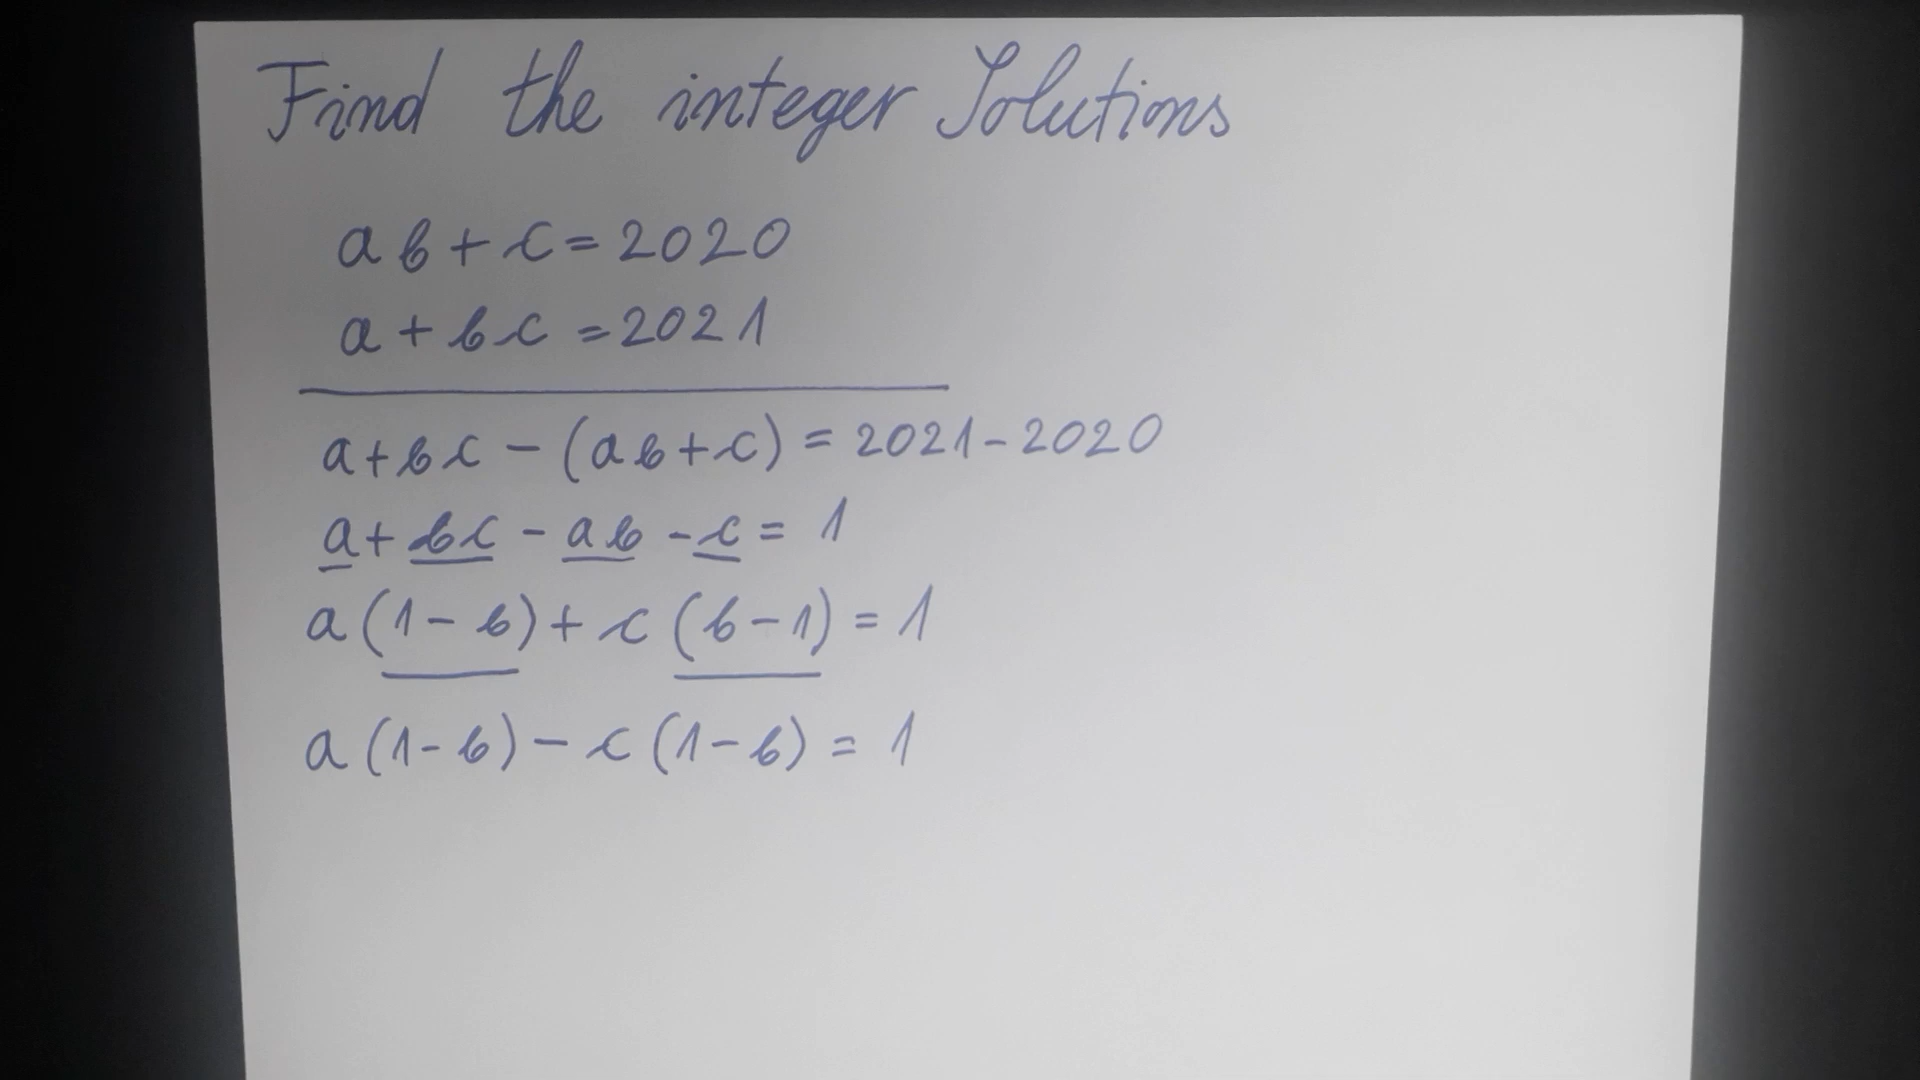 Find the integer Solutions
ab+c=2020
a+bc=2021
a+bc-(ab+c)=2021-2020
a+bc-ab-c=1
a(1-b)+c(b-1)=1
a(1-b)-c(1-b)=1